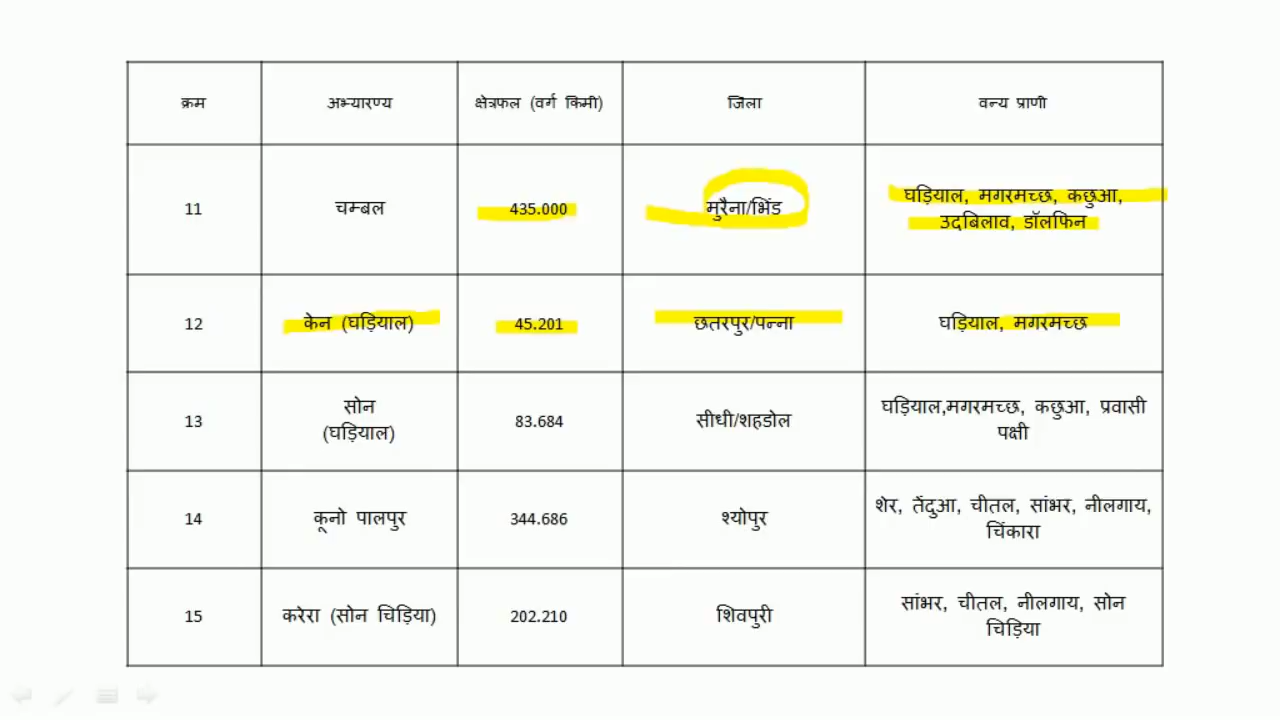 क्रम अभ्यारण्य क्षेत्रफल (वर्ग किमी) जिला वन्य प्राणी
11 चम्बल 435.000 मुरैना/भिंड घड़ियाल, मगरमच्छ, कछुआ,
उदबिलाव, डॉलफिन
12 केन (घड़ियाल) 45.201 छतरपुर/पन्ना घड़ियाल, मगरमच्छ
13 सोन
(घड़ियाल) 83.684 सीधी/शहडोल घड़ियाल,मगरमच्छ, कछुआ, प्रवासी
पक्षी
14 कूनो पालपुर 344.686 श्योपुर शेर, तेंदुआ, चीतल, सांभर, नीलगाय,
चिंकारा
15 करेरा (सोन चिड़िया) 202.210 शिवपुरी सांभर, चीतल, नीलगाय, सोन
चिड़िया